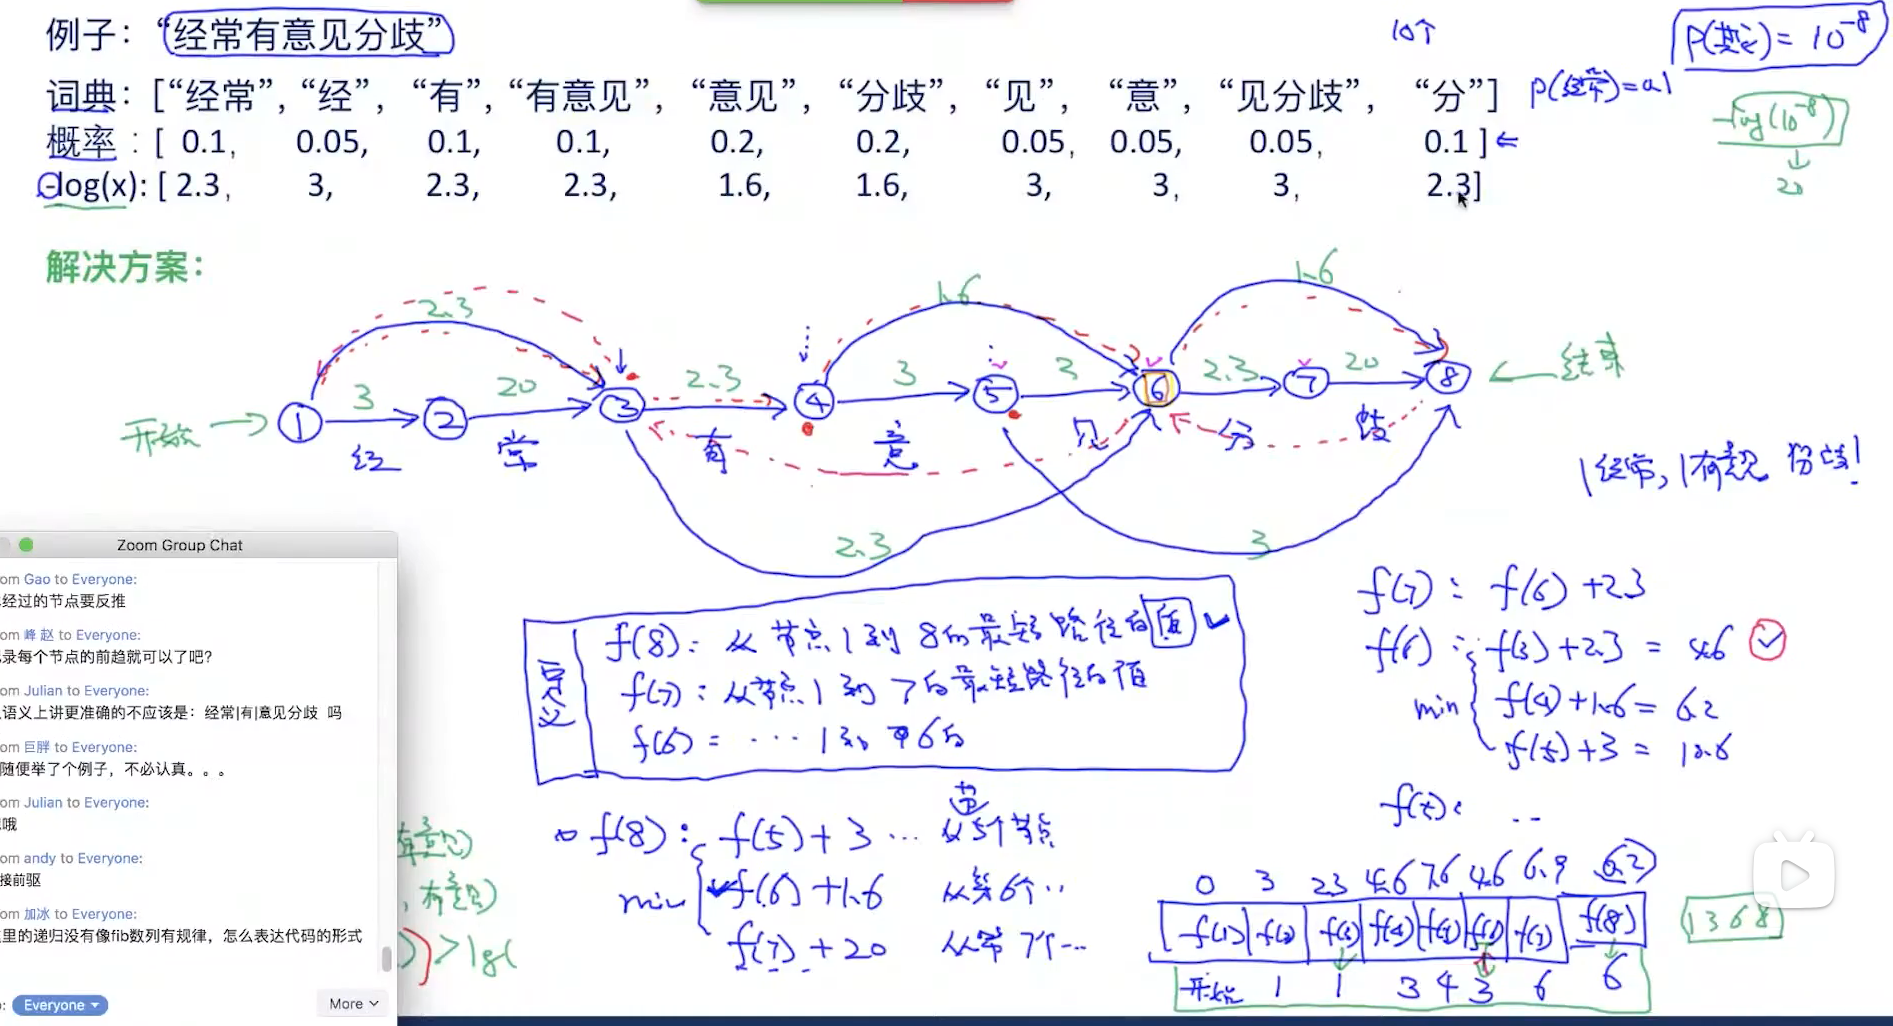 例子：“经常有意见分歧”
10个
P(其它)= 10⁻⁸
词典：[“经常”, “经”, “有”, “有意见”, “意见”, “分歧”, “见”, “意”, “见分歧”, “分”]
P(经常)=0.1
概率：[ 0.1, 0.05, 0.1, 0.1, 0.2, 0.2, 0.05, 0.05, 0.05, 0.1 ] ←
-log(x): [ 2.3, 3, 2.3, 2.3, 1.6, 1.6, 3, 3, 3, 2.3]
-log(10⁻⁸)
↓
20
解决方案：
2.3 1.6 1.6
3 20 2.3 3 3 2.3 20
开始 → 1 2 3 4 5 6 7 8 ← 结束
经 常 有 意 见 分 歧
2.3 3
|经常,|有意见 分歧!
Zoom Group Chat
om Gao to Everyone:
经过的节点要反推
om 峰 赵 to Everyone:
录每个节点的前趋就可以了吧?
om Julian to Everyone:
语义上讲更准确的不应该是：经常|有|意见分歧 吗
om 巨胖 to Everyone:
随便举了个例子，不必认真。。。
om Julian to Everyone:
哦
om andy to Everyone:
接前驱
om 加冰 to Everyone:
里的递归没有像fib数列有规律，怎么表达代码的形式
Everyone
More
有意见)
, 有意见)
) > lg(
定义
f(8): 从节点1到8的最短路径的值 ✓
f(7): 从节点1到7的最短路径的值
f(6) = ... 1到 6的
f(8): min
f(5)+3 ... 从5个节点
f(6)+1.6 从第6个..
f(7)+20 从第7个...
f(7): f(6)+2.3
f(6): min
f(3)+2.3 = 4.6 ✓
f(4)+1.6 = 6.2
f(5)+3 = 10.6
f(5): ..
0 3 2.3 4.6 7.6 4.6 6.9 6.2
f(1) f(2) f(3) f(4) f(5) f(6) f(7) f(8)
开始 1 1 3 4 3 6 6
1 3 6 8